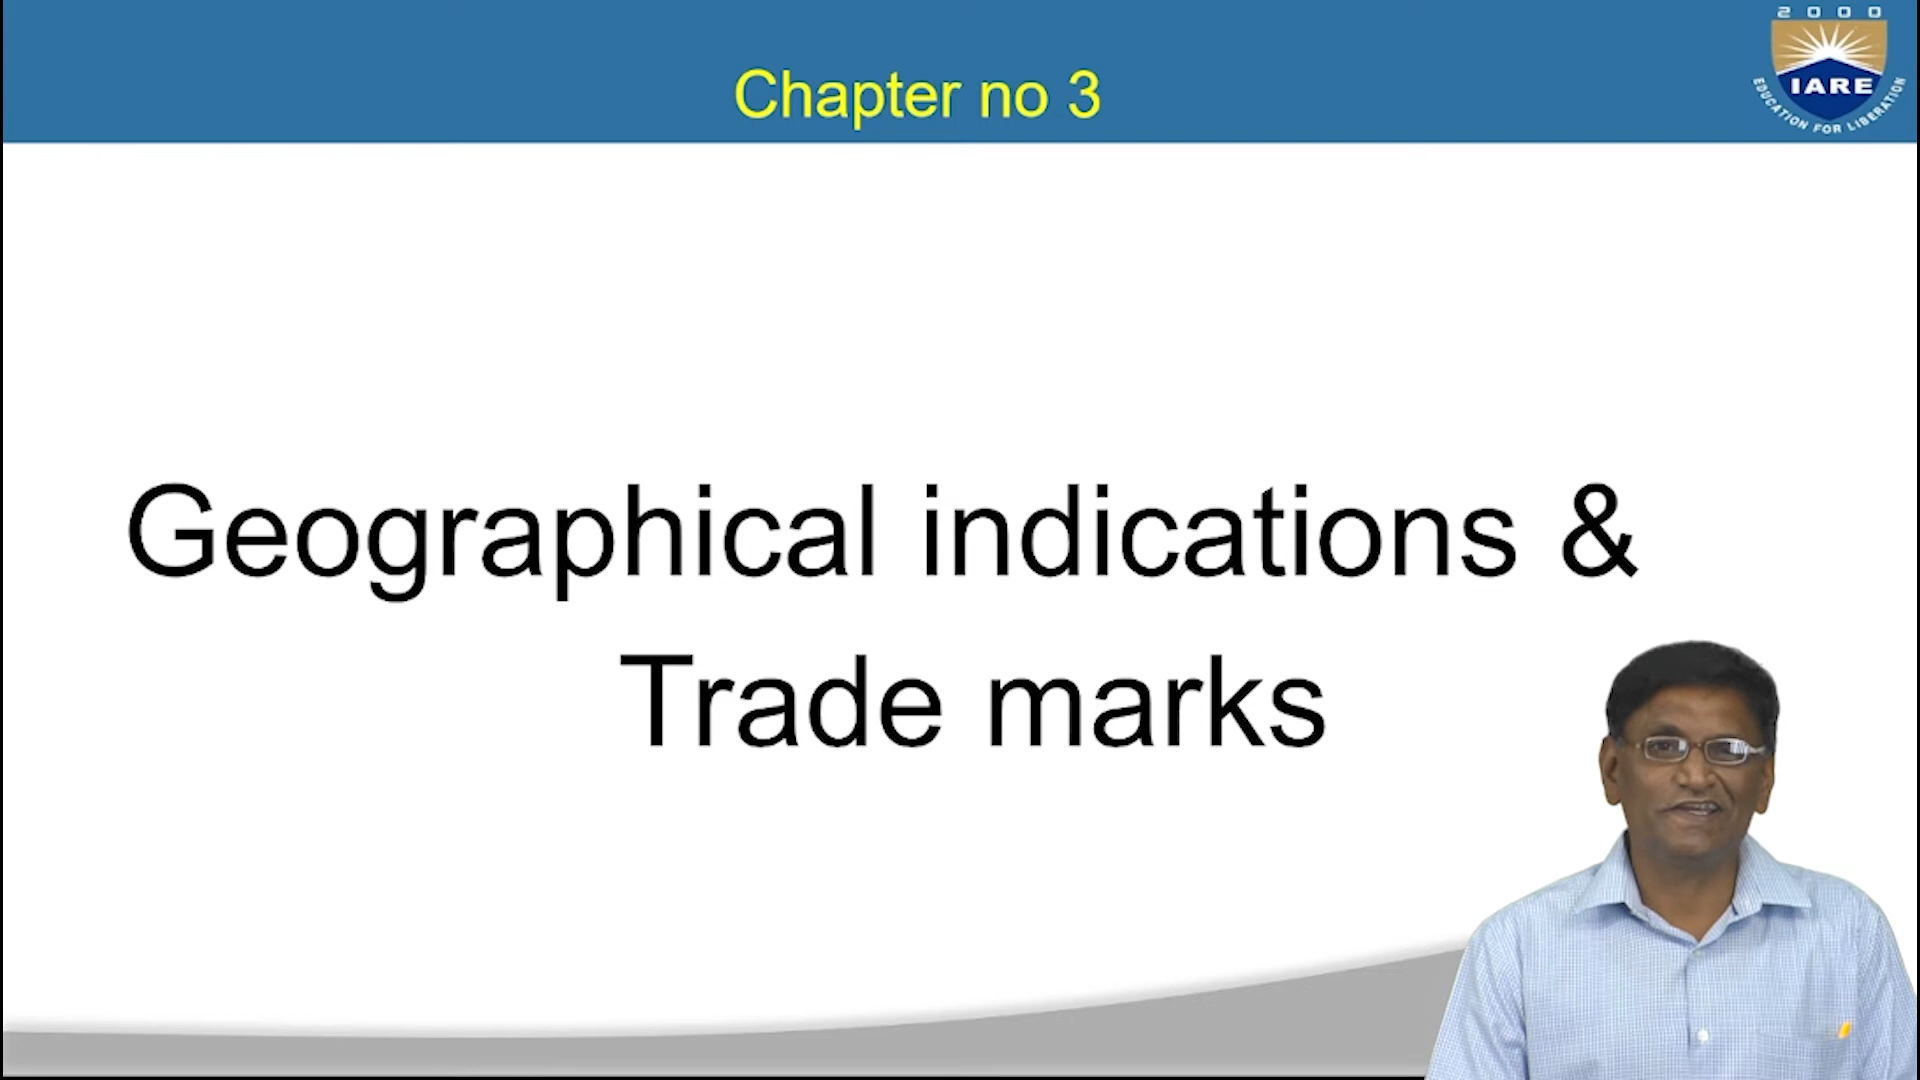 Chapter no 3
2000
IARE
EDUCATION FOR LIBERATION
Geographical indications &
Trade marks